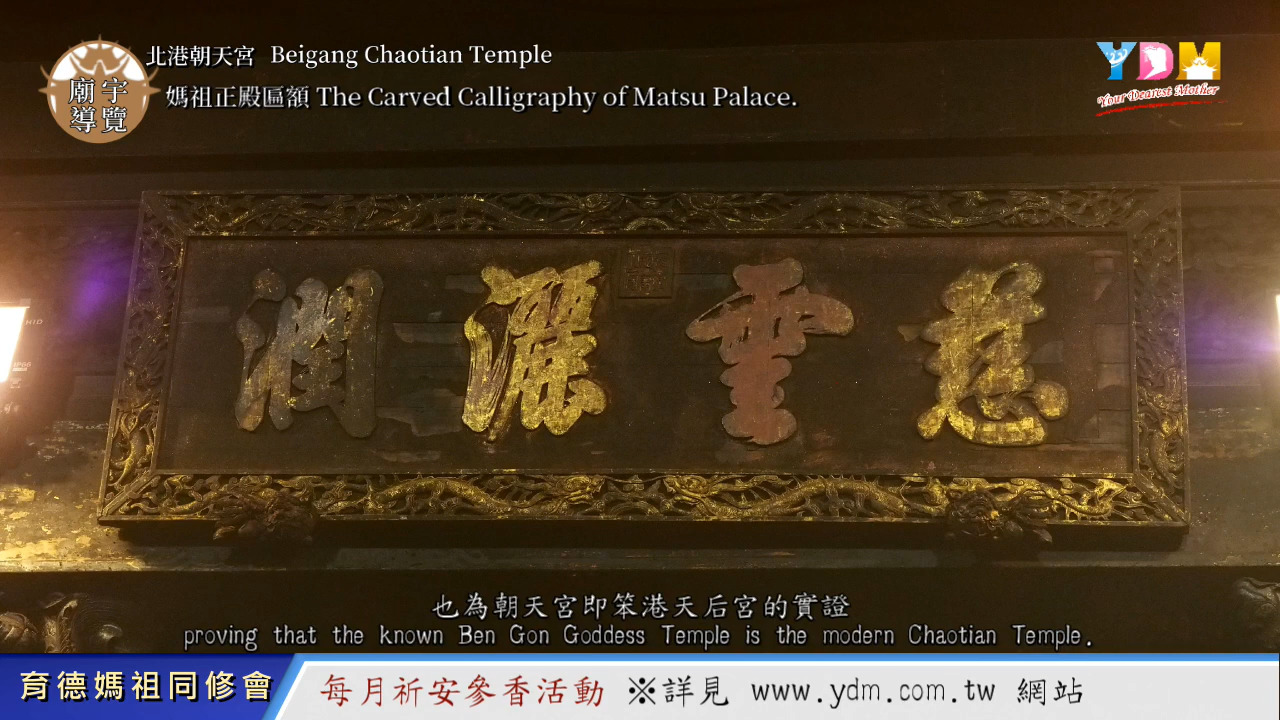 北港朝天宮 Beigang Chaotian Temple
媽祖正殿區額 The Carved Calligraphy of Matsu Palace.
廟宇
導覽
YDM
Your Dearest Mother
慈雲灑潤
也為朝天宮即笨港天后宮的實證
proving that the known Ben Gon Goddess Temple is the modern Chaotian Temple.
育德媽祖同修會
每月祈安參香活動 ※詳見 www.ydm.com.tw 網站